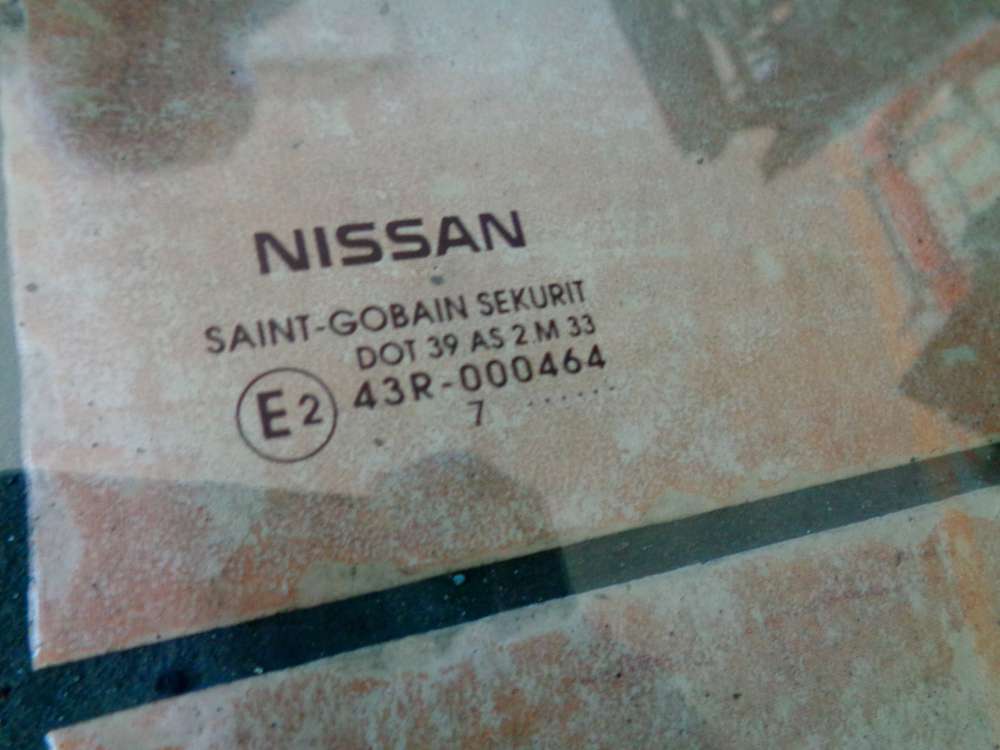 NISSAN
SAINT-GOBAIN SEKURIT
DOT 39 AS 2 M 33
E2 43R-000464
7 ......